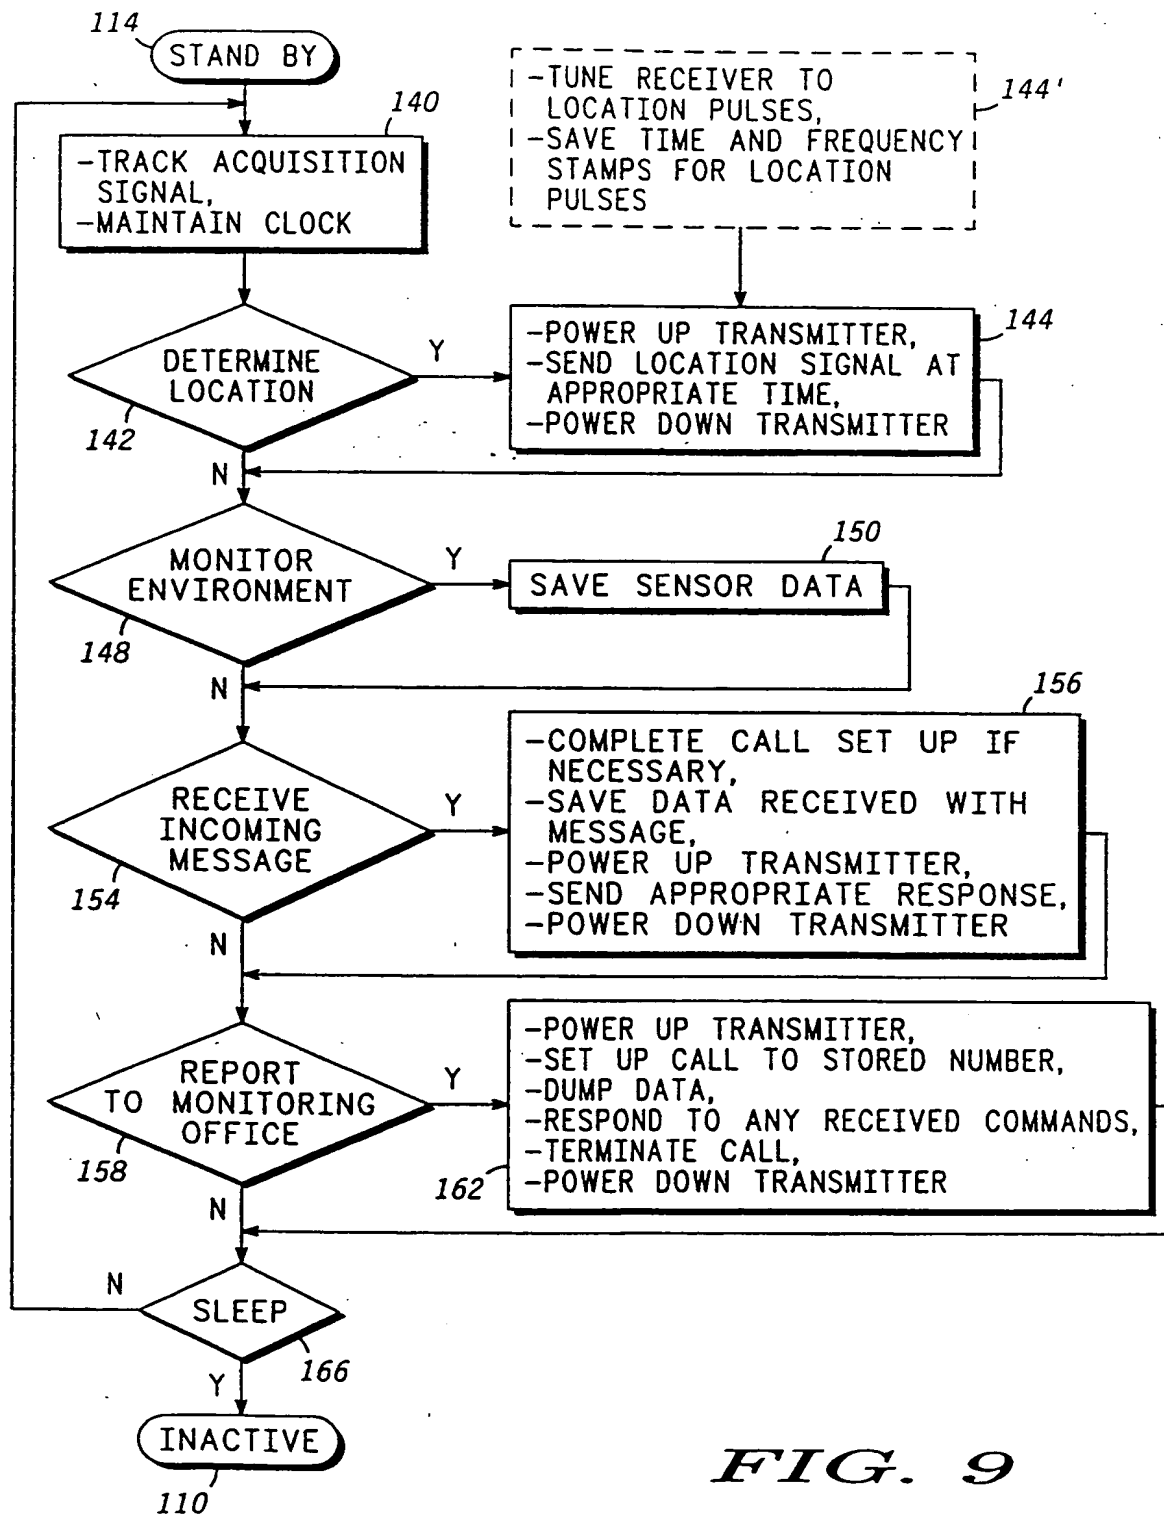 114
STAND BY
140
-TRACK ACQUISITION
SIGNAL,
-MAINTAIN CLOCK
-TUNE RECEIVER TO
LOCATION PULSES,
-SAVE TIME AND FREQUENCY
STAMPS FOR LOCATION
PULSES
144'
DETERMINE
LOCATION
142
Y
N
-POWER UP TRANSMITTER,
-SEND LOCATION SIGNAL AT
APPROPRIATE TIME,
-POWER DOWN TRANSMITTER
144
MONITOR
ENVIRONMENT
148
Y
N
150
SAVE SENSOR DATA
RECEIVE
INCOMING
MESSAGE
154
Y
N
156
-COMPLETE CALL SET UP IF
NECESSARY,
-SAVE DATA RECEIVED WITH
MESSAGE,
-POWER UP TRANSMITTER,
-SEND APPROPRIATE RESPONSE,
-POWER DOWN TRANSMITTER
REPORT
TO MONITORING
OFFICE
158
Y
N
-POWER UP TRANSMITTER,
-SET UP CALL TO STORED NUMBER,
-DUMP DATA,
-RESPOND TO ANY RECEIVED COMMANDS,
-TERMINATE CALL,
-POWER DOWN TRANSMITTER
162
N
SLEEP
166
Y
INACTIVE
110
FIG. 9